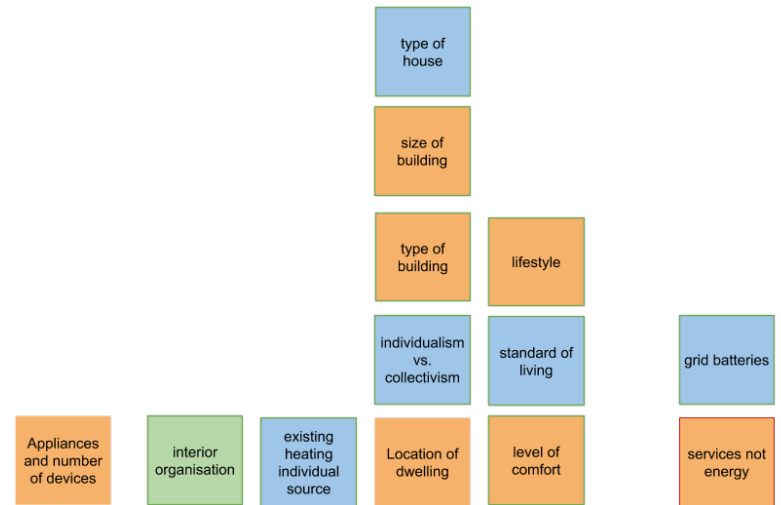 type of
house
size of
building
type of
building
lifestyle
individualism
vs.
collectivism
standard of
living
grid batteries
Appliances
and number
of devices
interior
organisation
existing
heating
individual
source
Location of
dwelling
level of
comfort
services not
energy